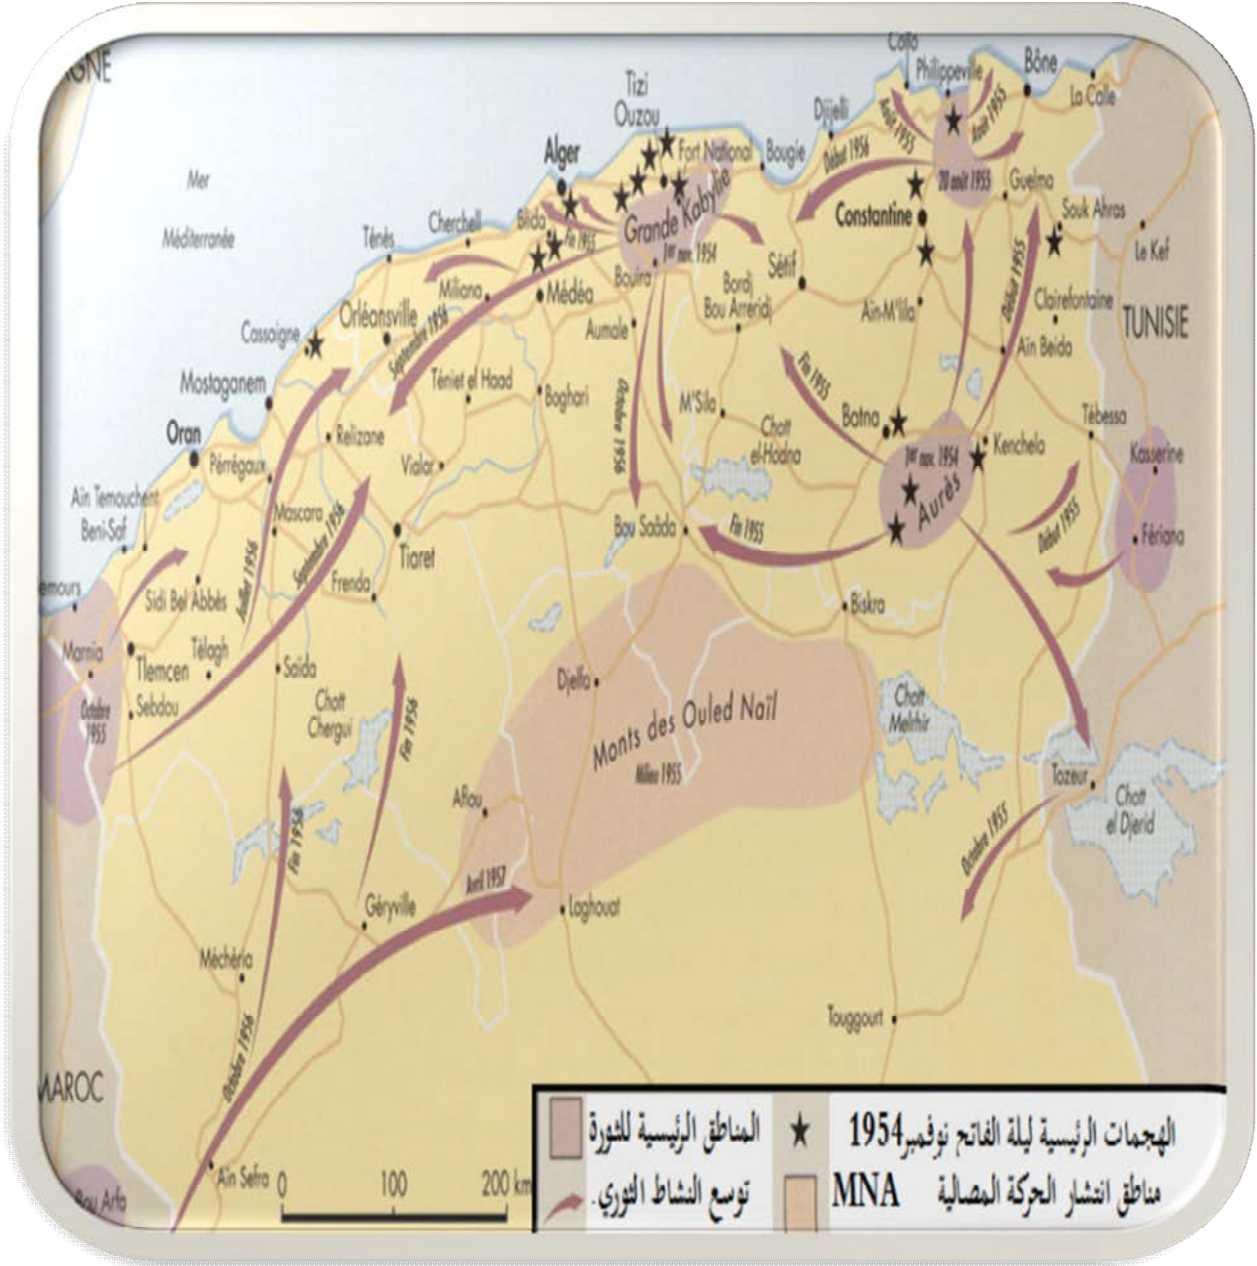 Collo
Philippeville
Bône
La Calle
Tizi
Ouzou
Djijelli
Août 1955
Août 1955
Alger
Fort National
Bougie
Début 1956
20 août 1955
Guelma
Mer
Méditerranée
Grande Kabylie
1er nov. 1954
Constantine
Souk Ahras
Le Kef
Cherchell
Blida
Fin 1955
Ténès
Bouira
Sétif
Miliana
Médéa
Bordj
Bou Arreridj
Aïn-M'lila
Début 1955
Clairefontaine
TUNISIE
Cassaigne
Orléansville
Septembre 1956
Aumale
Aïn Beida
Mostaganem
Téniet el Haad
Boghari
Octobre 1956
M'Sila
Fin 1955
Batna
Tébessa
Oran
Relizane
Chott
el-Hodna
1er nov. 1954
Kenchela
Kasserine
Pérrégaux
Vialar
Aurès
Aïn Temouchent
Beni-Saf
Mascara
Septembre 1956
Bou Saâda
Fin 1955
Début 1955
Fériana
Tiaret
emours
Sidi Bel Abbès
Juillet 1956
Frenda
Biskra
Marnia
Tlemcen
Télagh
Saïda
Djelfa
Octobre
1955
Sebdou
Chott
Chergui
Fin 1956
Monts des Ouled Naïl
Milieu 1955
Chott
Melrhir
Aflou
Tozeur
Chott
el Djerid
Fin 1956
Octobre 1955
Avril 1957
Géryville
Laghouat
Méchéria
Octobre 1956
Touggourt
MAROC
Aïn Sefra
0 100 200 km
Bou Arfa
الهجمات الرئيسية ليلة الفاتح نوفمبر1954
المناطق الرئيسية للثورة
مناطق انتشار الحركة المصالية MNA
توسع النشاط الثوري.